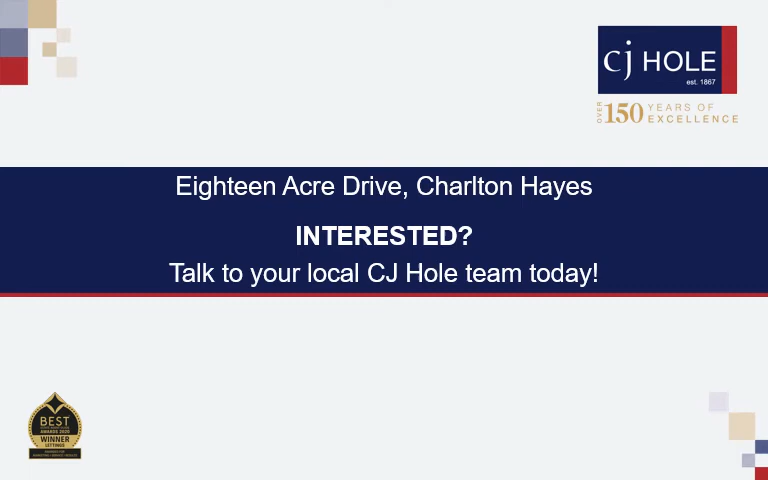 cj HOLE
est. 1867
OVER 150 YEARS OF
EXCELLENCE
Eighteen Acre Drive, Charlton Hayes
INTERESTED?
Talk to your local CJ Hole team today!
BEST
AWARDS 2020
WINNER
LETTINGS